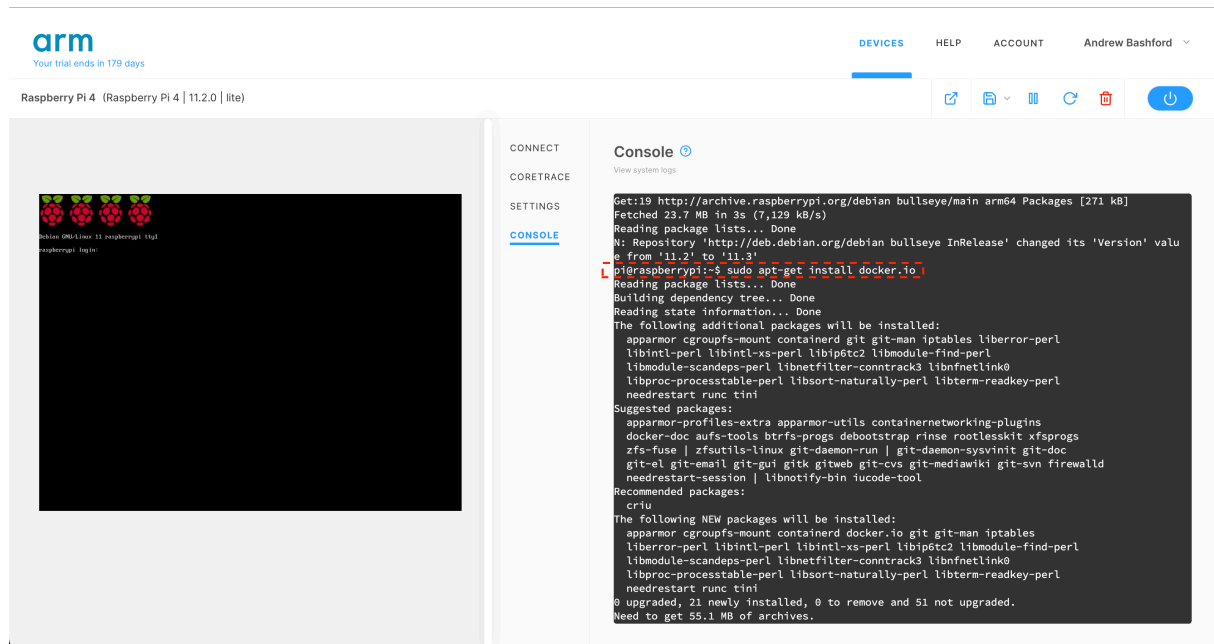 arm
Your trial ends in 179 days
DEVICES
HELP
ACCOUNT
Andrew Bashford
Raspberry Pi 4 (Raspberry Pi 4 | 11.2.0 | lite)
Debian GNU/Linux 11 raspberrypi tty1
raspberrypi login:
CONNECT
CORETRACE
SETTINGS
CONSOLE
Console ?
View system logs
Get:19 http://archive.raspberrypi.org/debian bullseye/main arm64 Packages [271 kB]
Fetched 23.7 MB in 3s (7,129 kB/s)
Reading package lists... Done
N: Repository 'http://deb.debian.org/debian bullseye InRelease' changed its 'Version' valu
e from '11.2' to '11.3'
pi@raspberrypi:~$ sudo apt-get install docker.io
Reading package lists... Done
Building dependency tree... Done
Reading state information... Done
The following additional packages will be installed:
apparmor cgroupfs-mount containerd git git-man iptables liberror-perl
libintl-perl libintl-xs-perl libip6tc2 libmodule-find-perl
libmodule-scandeps-perl libnetfilter-conntrack3 libnfnetlink0
libproc-processtable-perl libsort-naturally-perl libterm-readkey-perl
needrestart runc tini
Suggested packages:
apparmor-profiles-extra apparmor-utils containernetworking-plugins
docker-doc aufs-tools btrfs-progs debootstrap rinse rootlesskit xfsprogs
zfs-fuse | zfsutils-linux git-daemon-run | git-daemon-sysvinit git-doc
git-el git-email git-gui gitk gitweb git-cvs git-mediawiki git-svn firewalld
needrestart-session | libnotify-bin iucode-tool
Recommended packages:
criu
The following NEW packages will be installed:
apparmor cgroupfs-mount containerd docker.io git git-man iptables
liberror-perl libintl-perl libintl-xs-perl libip6tc2 libmodule-find-perl
libmodule-scandeps-perl libnetfilter-conntrack3 libnfnetlink0
libproc-processtable-perl libsort-naturally-perl libterm-readkey-perl
needrestart runc tini
0 upgraded, 21 newly installed, 0 to remove and 51 not upgraded.
Need to get 55.1 MB of archives.